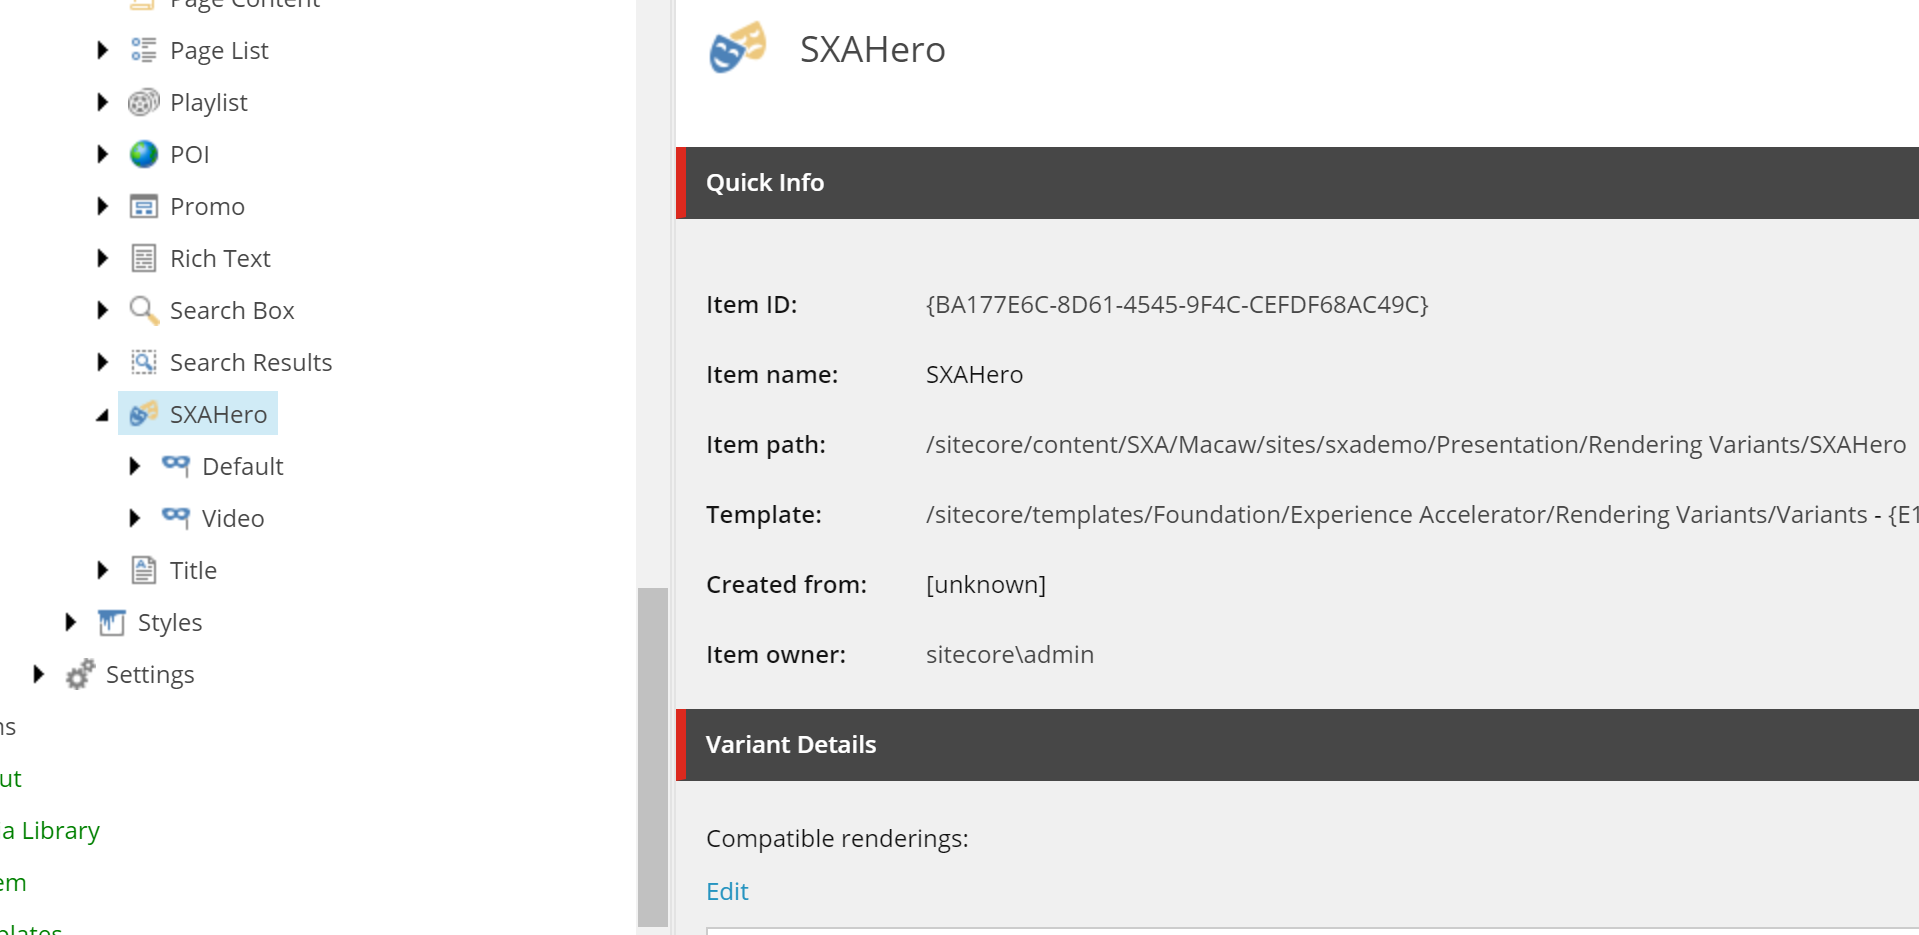 Page Content
Page List
Playlist
POI
Promo
Rich Text
Search Box
Search Results
SXAHero
Default
Video
Title
Styles
Settings
ns
ut
a Library
em
plates
SXAHero
Quick Info
Item ID: {BA177E6C-8D61-4545-9F4C-CEFDF68AC49C}
Item name: SXAHero
Item path: /sitecore/content/SXA/Macaw/sites/sxademo/Presentation/Rendering Variants/SXAHero
Template: /sitecore/templates/Foundation/Experience Accelerator/Rendering Variants/Variants - {E1
Created from: [unknown]
Item owner: sitecore\admin
Variant Details
Compatible renderings:
Edit